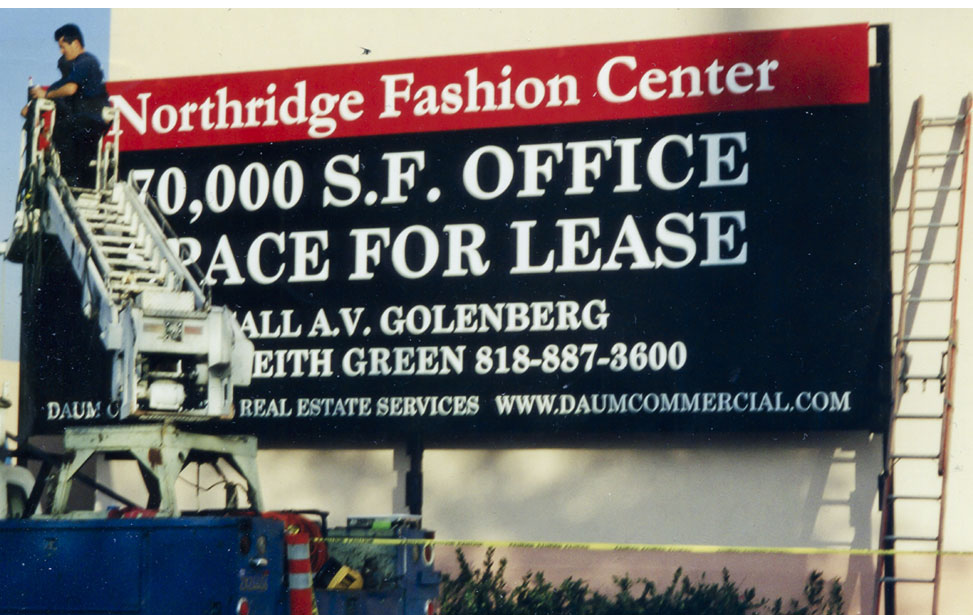 Northridge Fashion Center
70,000 S.F. OFFICE
PACE FOR LEASE
ALL A.V. GOLENBERG
EITH GREEN 818-887-3600
DAUM C REAL ESTATE SERVICES WWW.DAUMCOMMERCIAL.COM